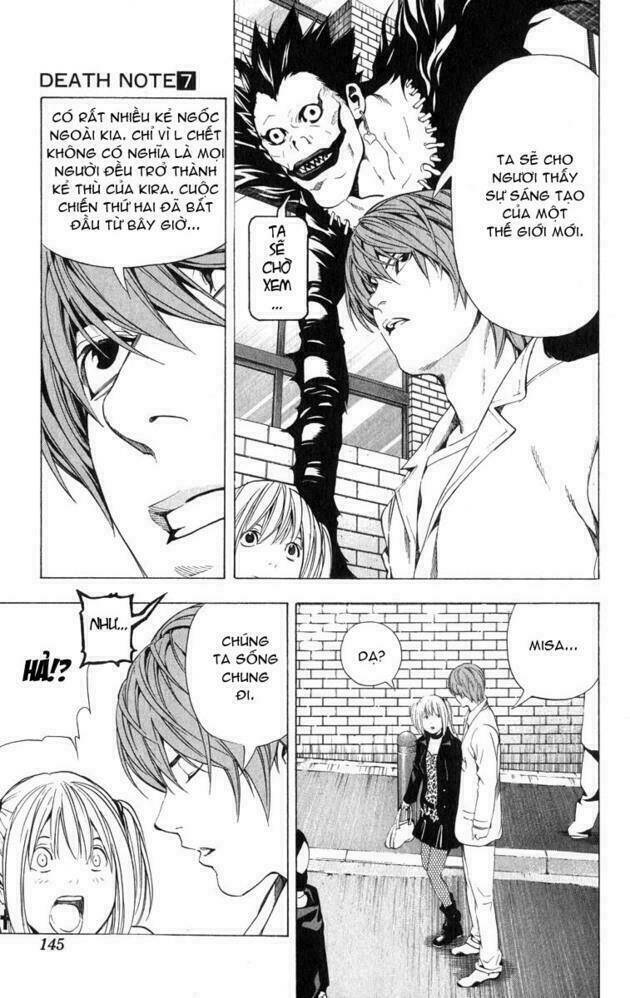 DEATH NOTE 7
TA SẼ CHO
NGƯƠI THẤY
SỰ SÁNG TẠO
CỦA MỘT
THẾ GIỚI MỚI.
TA
SẼ
CHỜ
XEM
...
CÓ RẤT NHIỀU KẺ NGỐC
NGOÀI KIA. CHỈ VÌ L CHẾT
KHÔNG CÓ NGHĨA LÀ MỌI
NGƯỜI ĐỀU TRỞ THÀNH
KẺ THÙ CỦA KIRA. CUỘC
CHIẾN THỨ HAI ĐÃ BẮT
ĐẦU TỪ BÂY GIỜ...
MISA...
DẠ?
CHÚNG
TA SỐNG
CHUNG
ĐI.
NHƯ...
HẢ!?
145